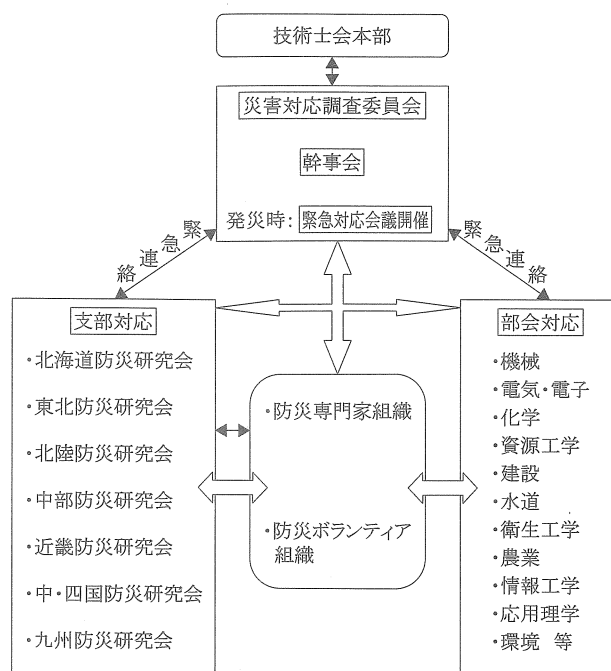 技術士会本部
災害対応調査委員会
幹事会
発災時：緊急対応会議開催
緊急連絡
緊急連絡
支部対応
・北海道防災研究会
・東北防災研究会
・北陸防災研究会
・中部防災研究会
・近畿防災研究会
・中・四国防災研究会
・九州防災研究会
・防災専門家組織
・防災ボランティア
組織
部会対応
・機械
・電気・電子
・化学
・資源工学
・建設
・水道
・衛生工学
・農業
・情報工学
・応用理学
・環境 等